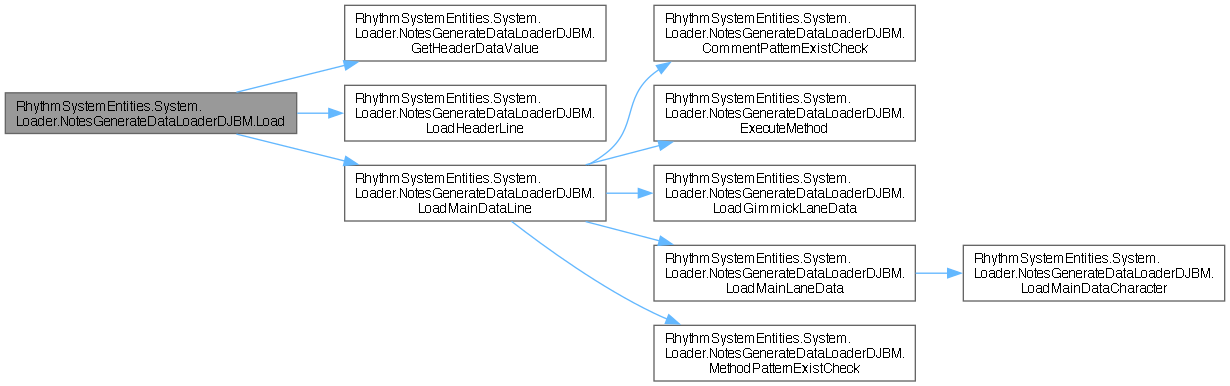 RhythmSystemEntities.System.
Loader.NotesGenerateDataLoaderDJBM.Load
RhythmSystemEntities.System.
Loader.NotesGenerateDataLoaderDJBM.
GetHeaderDataValue
RhythmSystemEntities.System.
Loader.NotesGenerateDataLoaderDJBM.
LoadHeaderLine
RhythmSystemEntities.System.
Loader.NotesGenerateDataLoaderDJBM.
LoadMainDataLine
RhythmSystemEntities.System.
Loader.NotesGenerateDataLoaderDJBM.
CommentPatternExistCheck
RhythmSystemEntities.System.
Loader.NotesGenerateDataLoaderDJBM.
ExecuteMethod
RhythmSystemEntities.System.
Loader.NotesGenerateDataLoaderDJBM.
LoadGimmickLaneData
RhythmSystemEntities.System.
Loader.NotesGenerateDataLoaderDJBM.
LoadMainLaneData
RhythmSystemEntities.System.
Loader.NotesGenerateDataLoaderDJBM.
MethodPatternExistCheck
RhythmSystemEntities.System.
Loader.NotesGenerateDataLoaderDJBM.
LoadMainDataCharacter